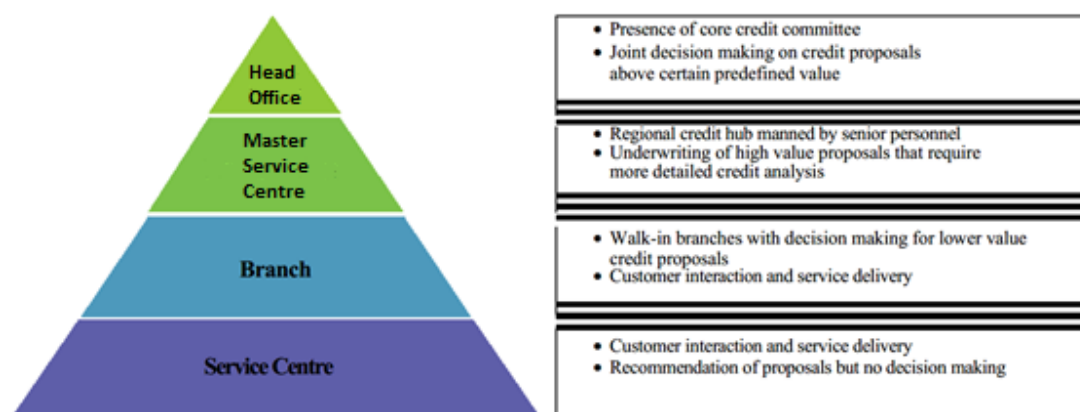 Head
Office
• Presence of core credit committee
• Joint decision making on credit proposals
above certain predefined value
Master
Service
Centre
• Regional credit hub manned by senior personnel
• Underwriting of high value proposals that require
more detailed credit analysis
Branch
• Walk-in branches with decision making for lower value
credit proposals
• Customer interaction and service delivery
Service Centre
• Customer interaction and service delivery
• Recommendation of proposals but no decision making